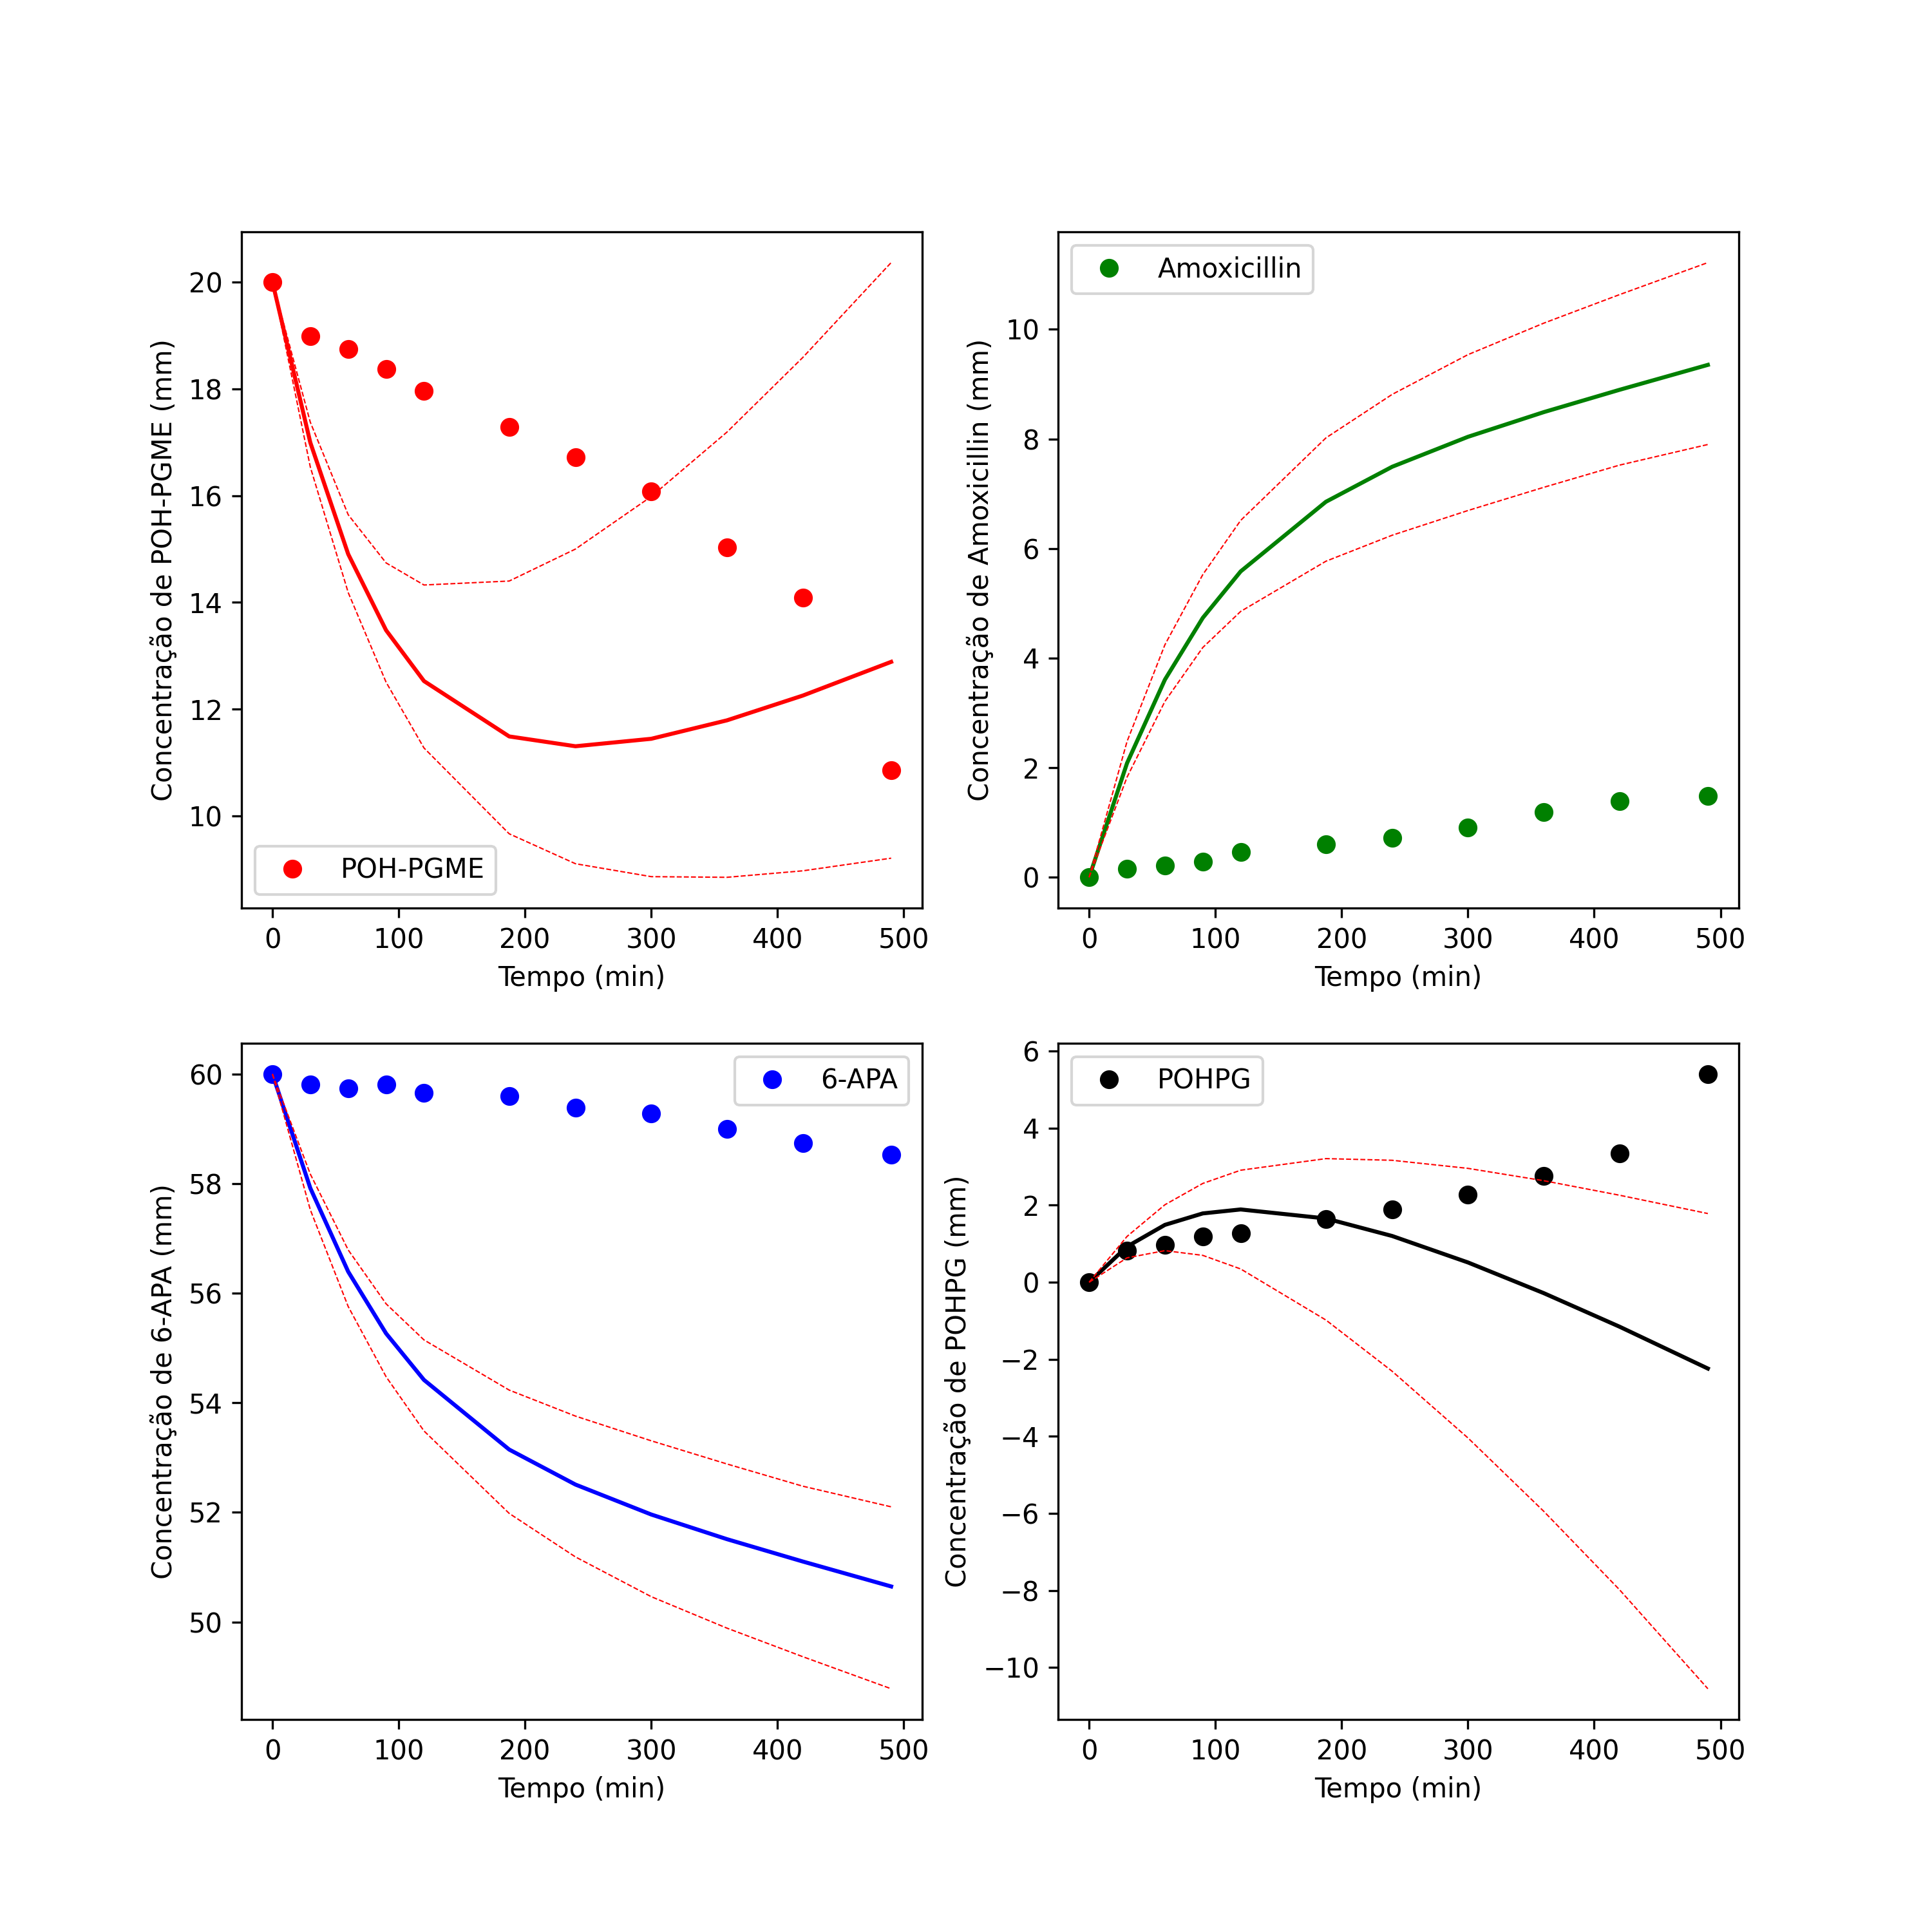 Concentração de POH-PGME (mm)
20
18
16
14
12
10
POH-PGME
0 100 200 300 400 500
Tempo (min)
Concentração de Amoxicillin (mm)
10
8
6
4
2
0
Amoxicillin
0 100 200 300 400 500
Tempo (min)
Concentração de 6-APA (mm)
60
58
56
54
52
50
6-APA
0 100 200 300 400 500
Tempo (min)
Concentração de POHPG (mm)
6
4
2
0
−2
−4
−6
−8
−10
POHPG
0 100 200 300 400 500
Tempo (min)